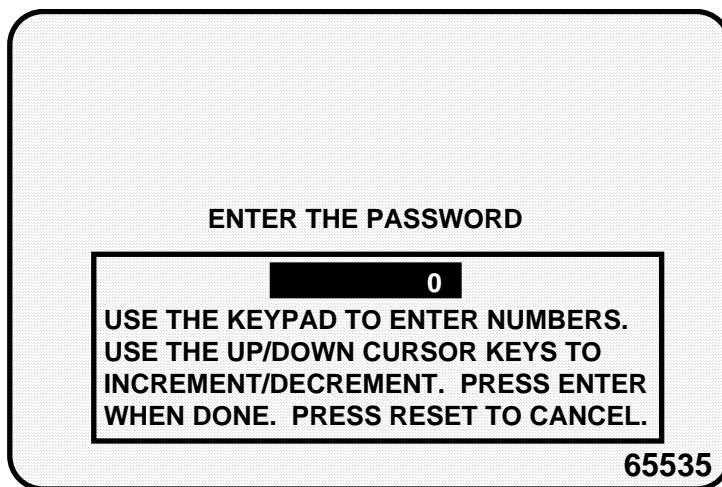 ENTER THE PASSWORD
0
USE THE KEYPAD TO ENTER NUMBERS.
USE THE UP/DOWN CURSOR KEYS TO
INCREMENT/DECREMENT.  PRESS ENTER
WHEN DONE.  PRESS RESET TO CANCEL.
65535